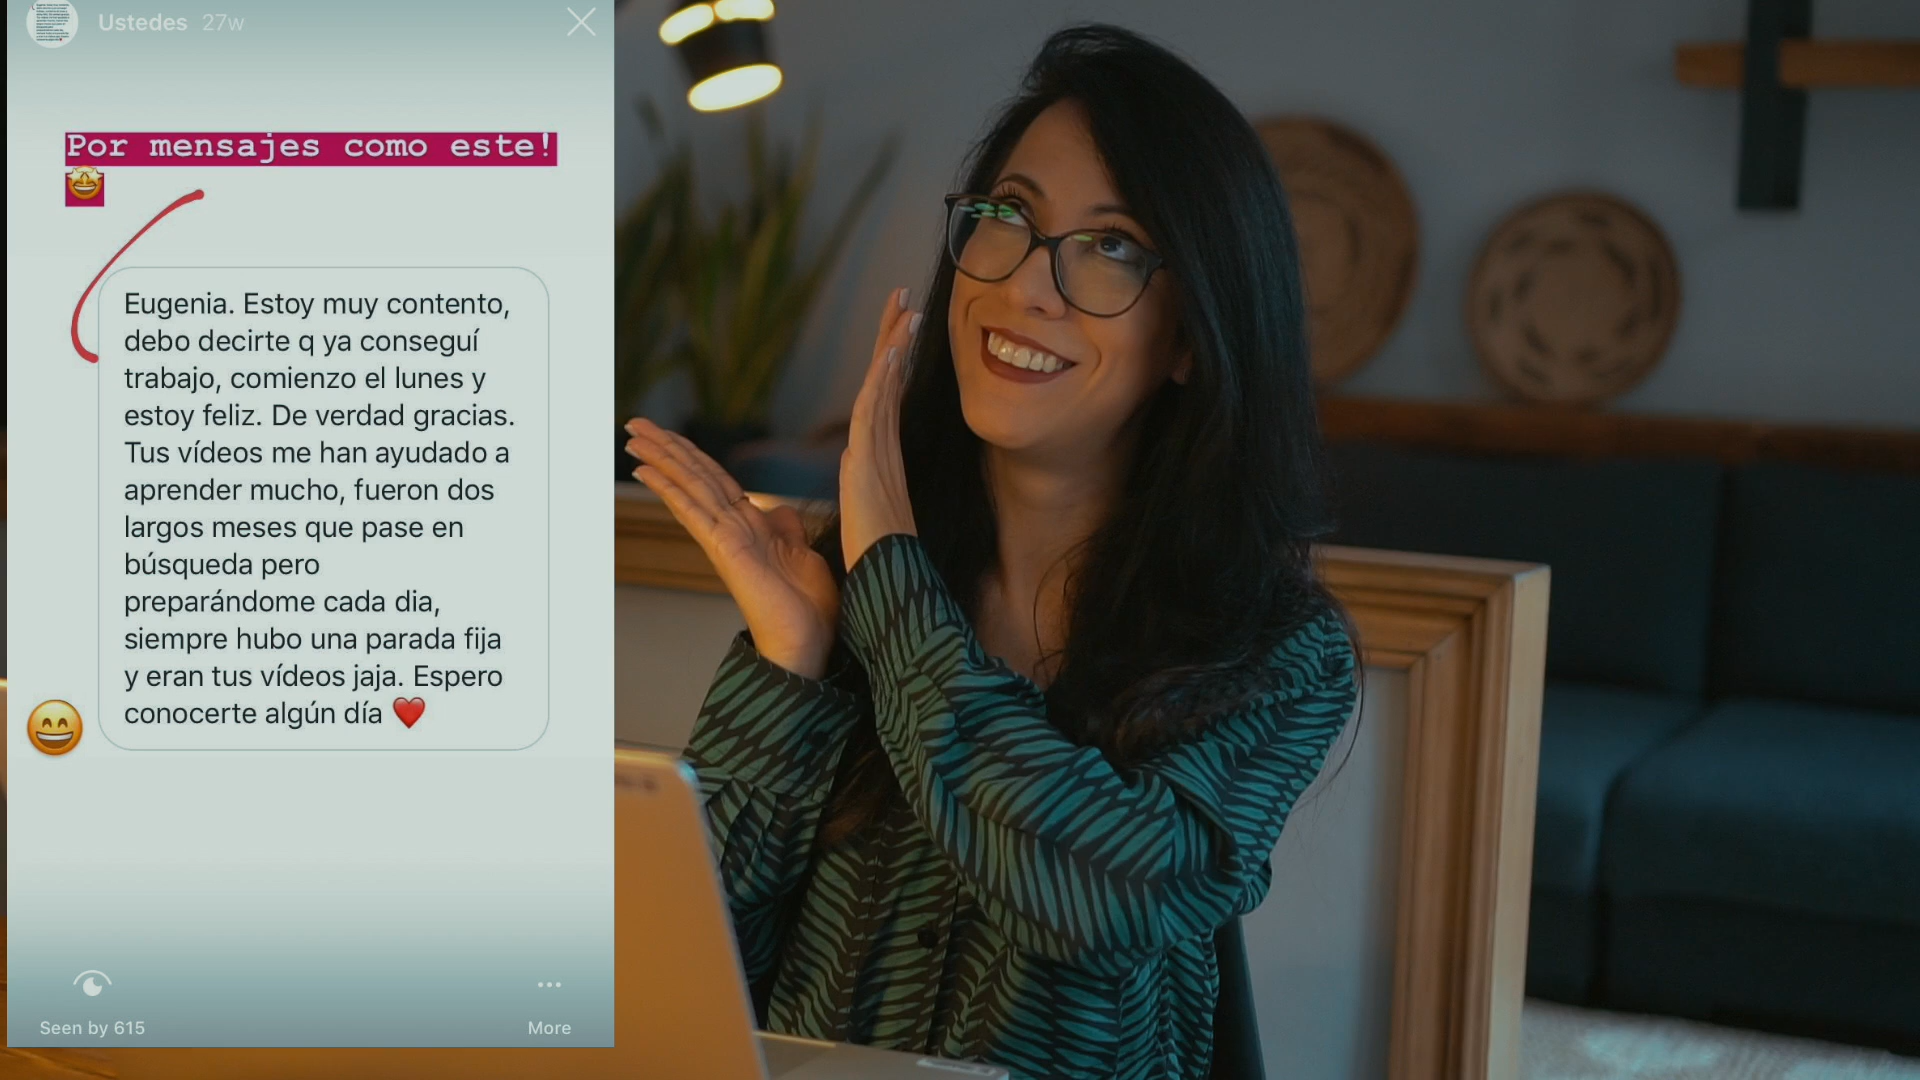 Ustedes 27w
Por mensajes como este!
🤩
Eugenia. Estoy muy contento,
debo decirte q ya conseguí
trabajo, comienzo el lunes y
estoy feliz. De verdad gracias.
Tus vídeos me han ayudado a
aprender mucho, fueron dos
largos meses que pase en
búsqueda pero
preparándome cada dia,
siempre hubo una parada fija
y eran tus vídeos jaja. Espero
conocerte algún día ❤️
😄
Seen by 615
More